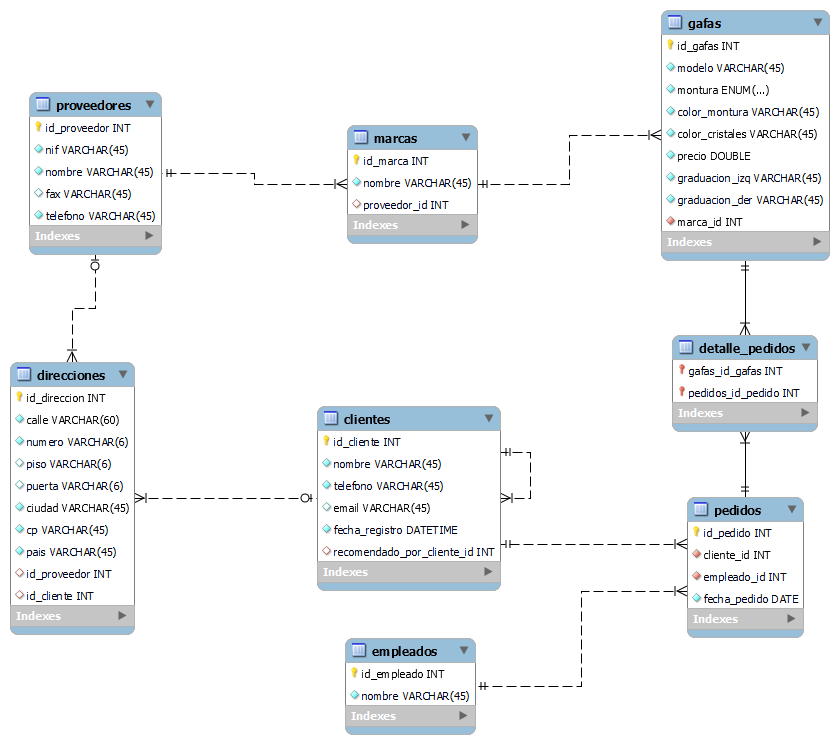 gafas
id_gafas INT
modelo VARCHAR(45)
montura ENUM(...)
color_montura VARCHAR(45)
color_cristales VARCHAR(45)
precio DOUBLE
graduacion_izq VARCHAR(45)
graduacion_der VARCHAR(45)
marca_id INT
Indexes
proveedores
id_proveedor INT
nif VARCHAR(45)
nombre VARCHAR(45)
fax VARCHAR(45)
telefono VARCHAR(45)
Indexes
marcas
id_marca INT
nombre VARCHAR(45)
proveedor_id INT
Indexes
detalle_pedidos
gafas_id_gafas INT
pedidos_id_pedido INT
Indexes
direcciones
id_direccion INT
calle VARCHAR(60)
numero VARCHAR(6)
piso VARCHAR(6)
puerta VARCHAR(6)
ciudad VARCHAR(45)
cp VARCHAR(45)
pais VARCHAR(45)
id_proveedor INT
id_cliente INT
Indexes
clientes
id_cliente INT
nombre VARCHAR(45)
telefono VARCHAR(45)
email VARCHAR(45)
fecha_registro DATETIME
recomendado_por_cliente_id INT
Indexes
pedidos
id_pedido INT
cliente_id INT
empleado_id INT
fecha_pedido DATE
Indexes
empleados
id_empleado INT
nombre VARCHAR(45)
Indexes